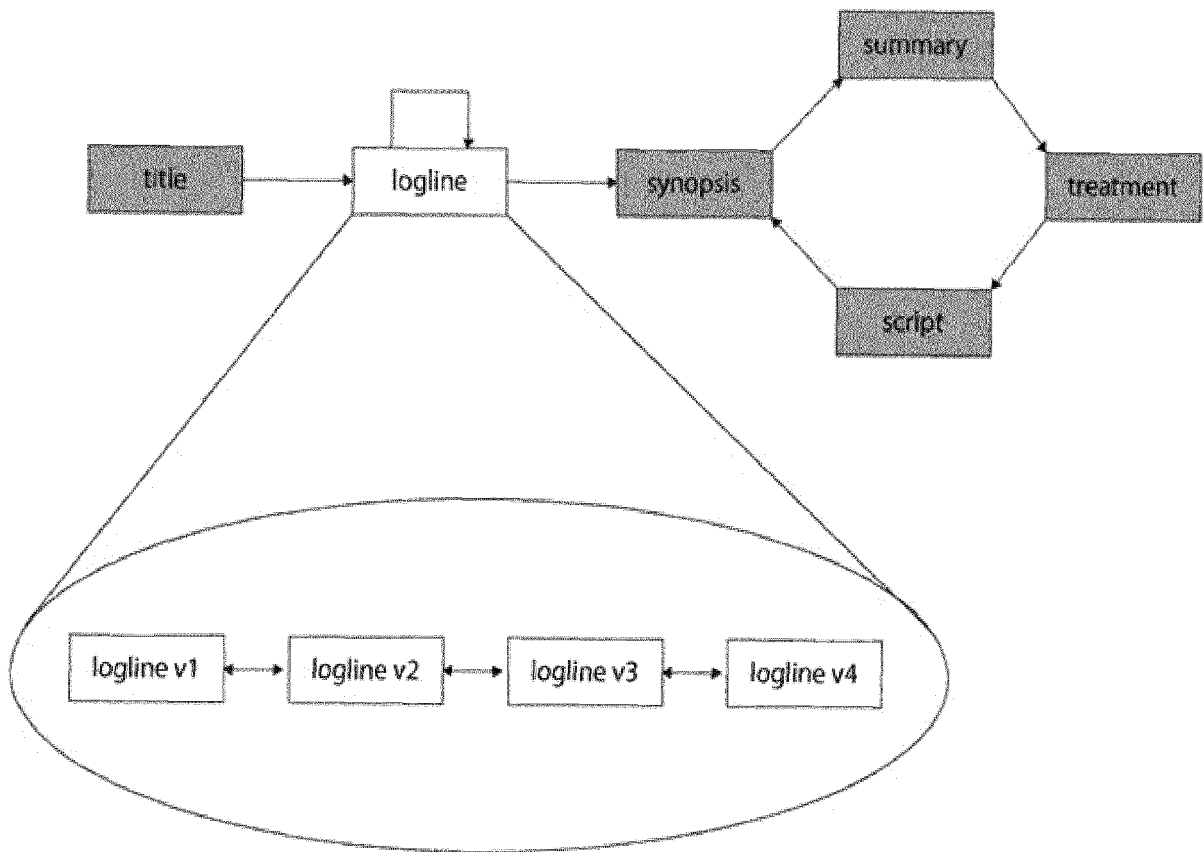 summary
title
logline
synopsis
treatment
script
logline v1
logline v2
logline v3
logline v4